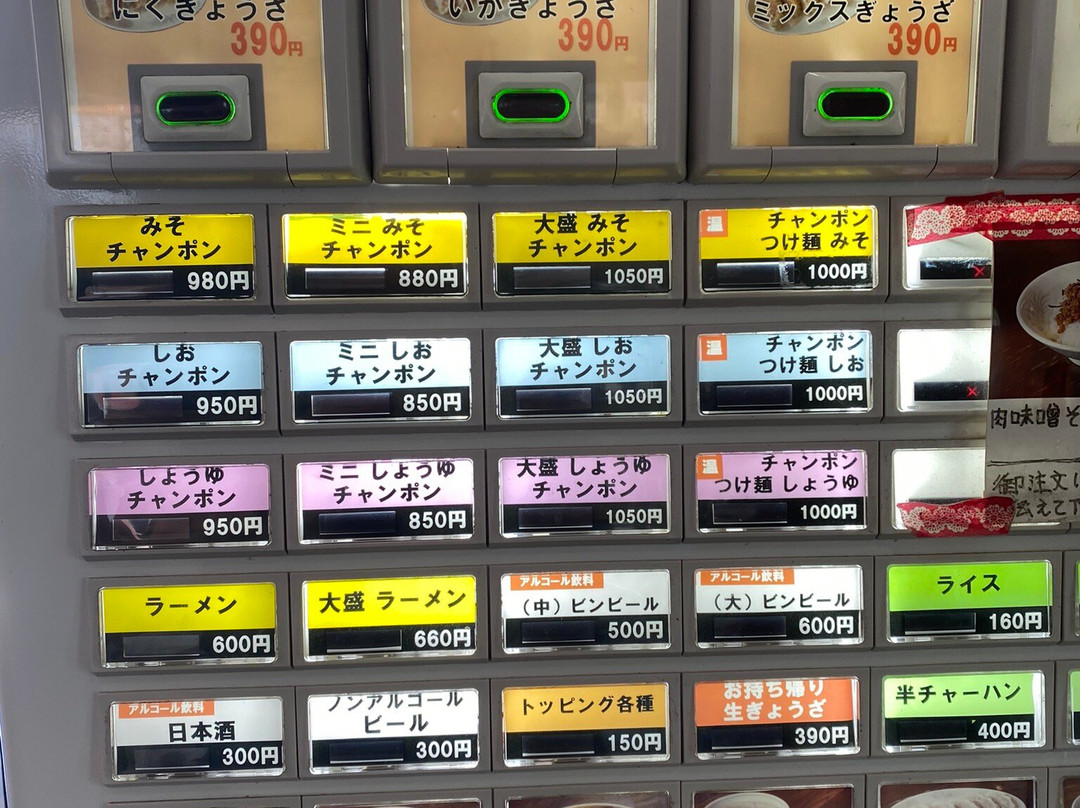 にくぎょうざ
390円
いかぎょうざ
390円
ミックスぎょうざ
390円
みそ
チャンポン
980円
ミニ みそ
チャンポン
880円
大盛 みそ
チャンポン
1050円
温
チャンポン
つけ麺 みそ
1000円
しお
チャンポン
950円
ミニ しお
チャンポン
850円
大盛 しお
チャンポン
1050円
温
チャンポン
つけ麺 しお
1000円
肉味噌そ
しょうゆ
チャンポン
950円
ミニ しょうゆ
チャンポン
850円
大盛 しょうゆ
チャンポン
1050円
温
チャンポン
つけ麺 しょうゆ
1000円
御注文
伝えて下
ラーメン
600円
大盛 ラーメン
660円
アルコール飲料
（中）ビンビール
500円
アルコール飲料
（大）ビンビール
600円
ライス
160円
アルコール飲料
日本酒
300円
ノンアルコール
ビール
300円
トッピング各種
150円
お持ち帰り
生ぎょうざ
390円
半チャーハン
400円